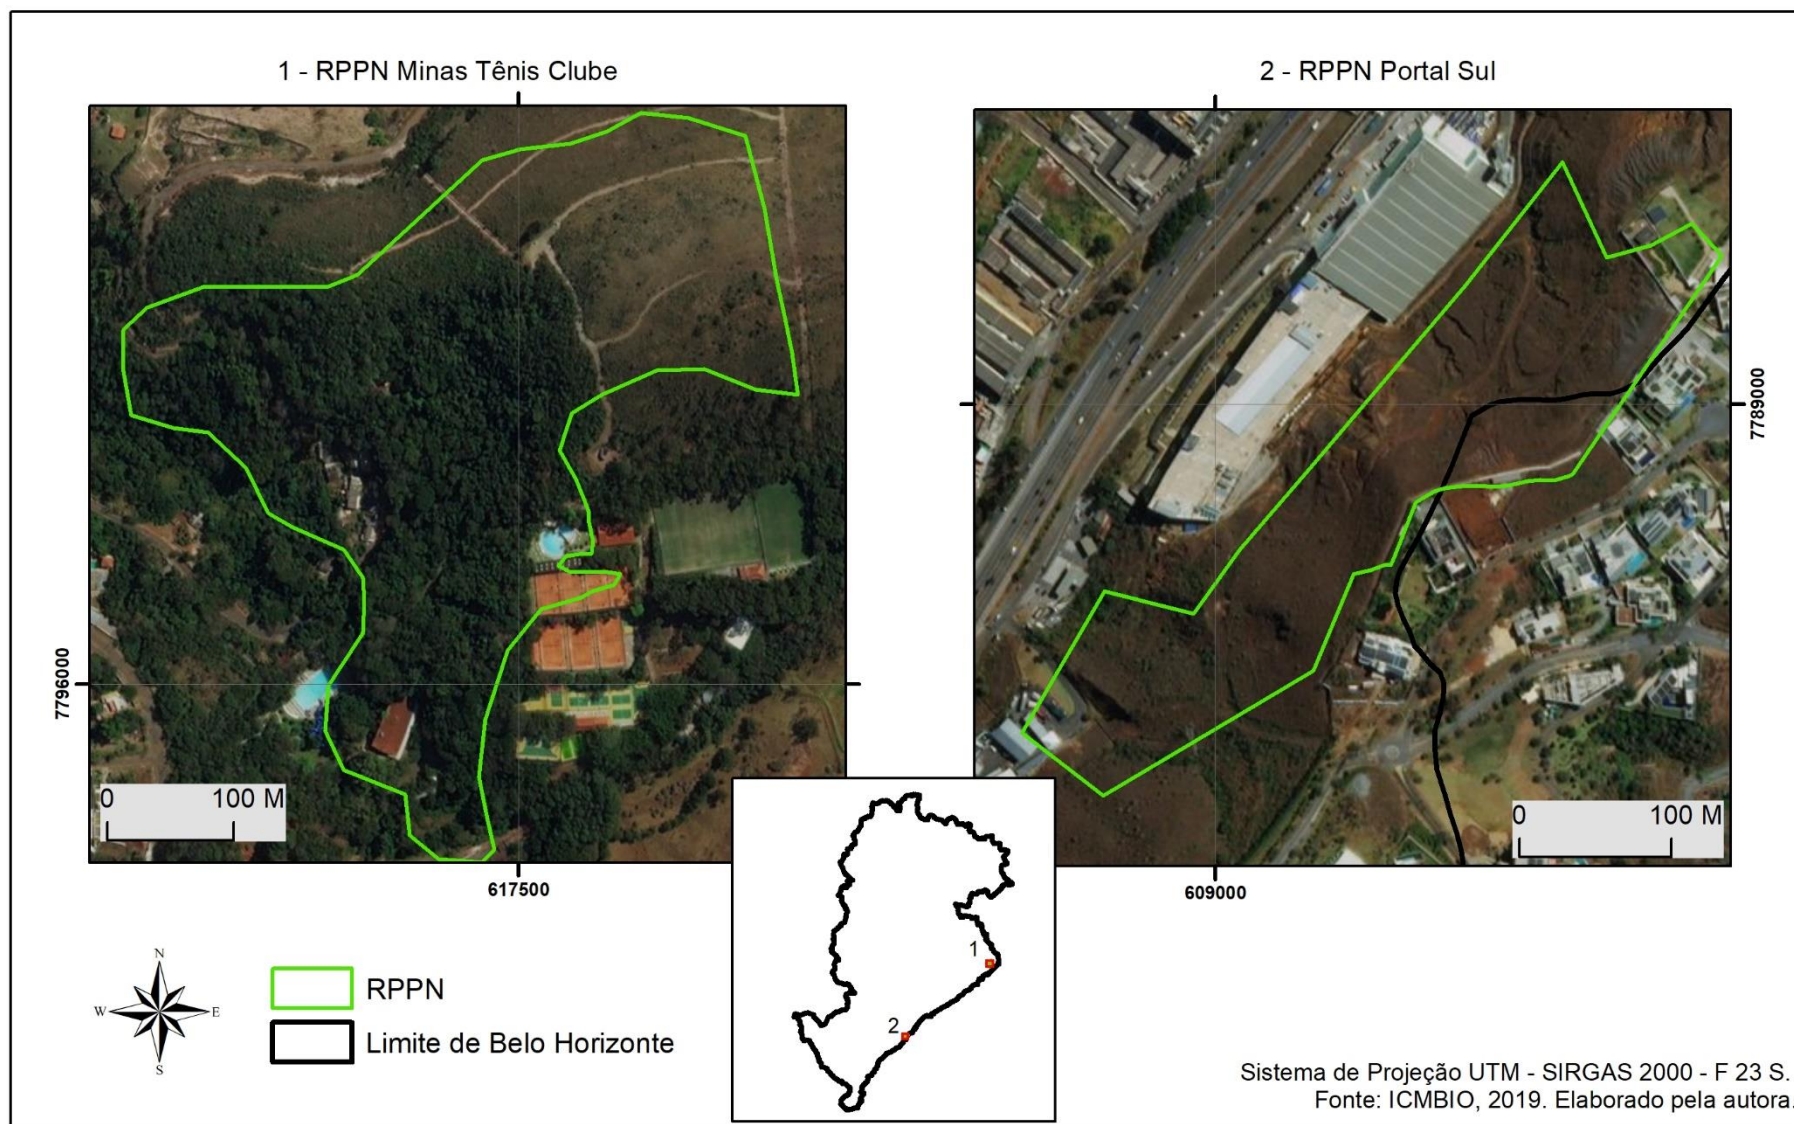 1 - RPPN Minas Tênis Clube
2 - RPPN Portal Sul
7796000
7789000
0 100 M
0 100 M
617500
609000
1
2
N
W E
S
RPPN
Limite de Belo Horizonte
Sistema de Projeção UTM - SIRGAS 2000 - F 23 S.
Fonte: ICMBIO, 2019. Elaborado pela autora.